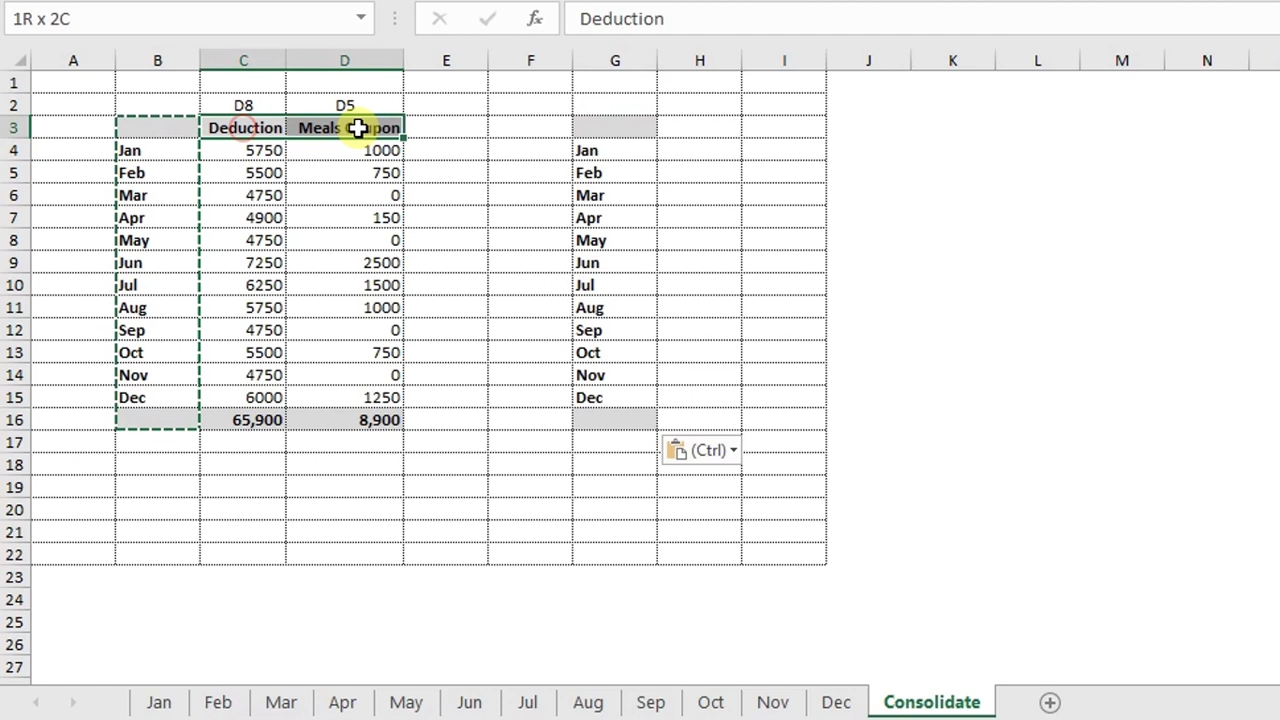 1R x 2C fx Deduction
A B C D E F G H I J K L M N
1
2 D8 D5
3 Deduction Meals Coupon
4 Jan 5750 1000 Jan
5 Feb 5500 750 Feb
6 Mar 4750 0 Mar
7 Apr 4900 150 Apr
8 May 4750 0 May
9 Jun 7250 2500 Jun
10 Jul 6250 1500 Jul
11 Aug 5750 1000 Aug
12 Sep 4750 0 Sep
13 Oct 5500 750 Oct
14 Nov 4750 0 Nov
15 Dec 6000 1250 Dec
16 65,900 8,900
17 (Ctrl)
18
19
20
21
22
23
24
25
26
27
Jan Feb Mar Apr May Jun Jul Aug Sep Oct Nov Dec Consolidate